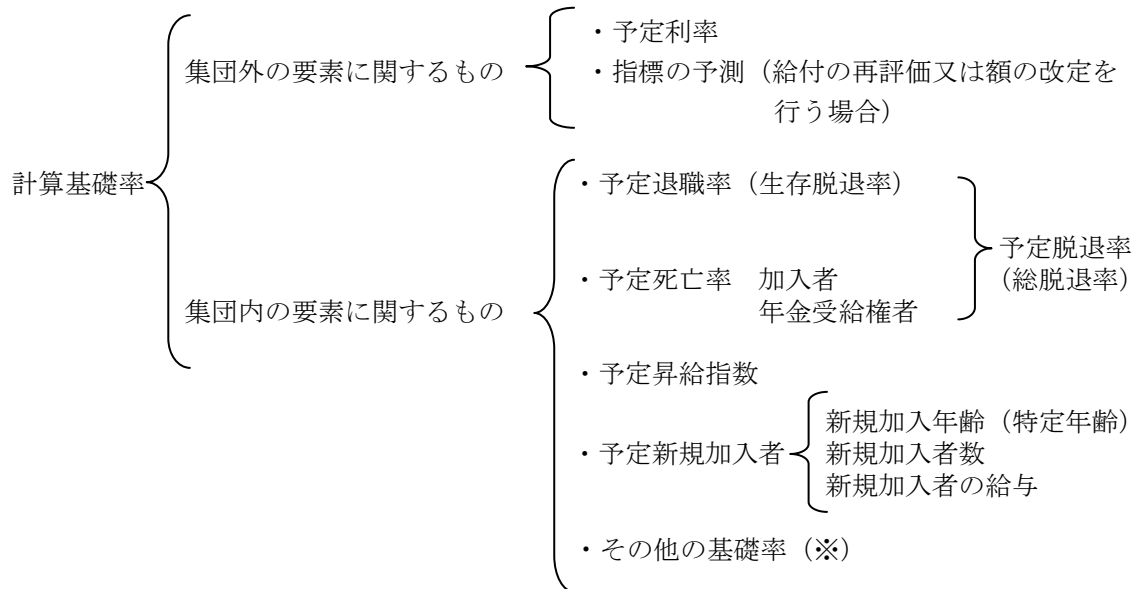 ・予定利率
集団外の要素に関するもの
・指標の予測(給付の再評価又は額の改定を
行う場合)
計算基礎率
・予定退職率(生存脱退率)
予定脱退率
(総脱退率)
・予定死亡率 加入者
年金受給権者
集団内の要素に関するもの
・予定昇給指数
・予定新規加入者
新規加入年齢(特定年齢)
新規加入者数
新規加入者の給与
・その他の基礎率(※)